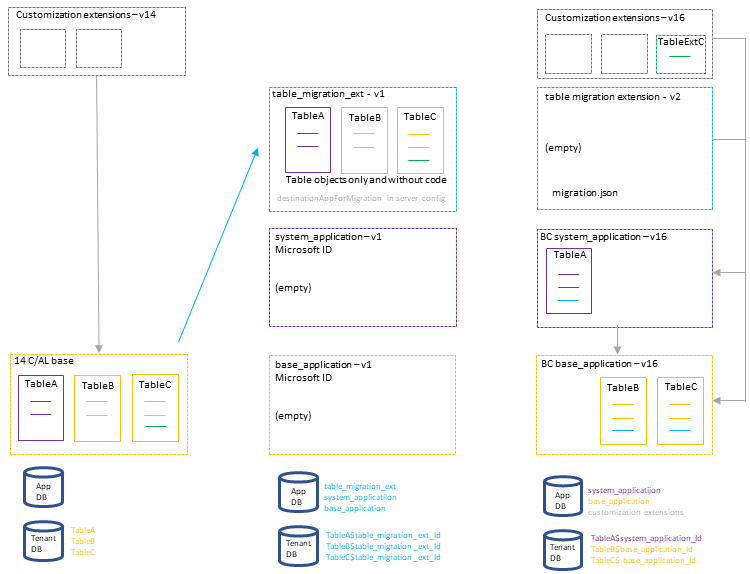 Customization extensions – v14
14 C/AL base
TableA
TableB
TableC
App
DB
Tenant
DB
TableA
TableB
TableC
table_migration_ext - v1
TableA
TableB
TableC
Table objects only and without code
destinationAppForMigration in server config
system_application – v1
Microsoft ID
(empty)
base_application – v1
Microsoft ID
(empty)
App
DB
table_migration_ext
system_applicatiion
base_application
Tenant
DB
TableA$table_migration_ext_Id
TableB$table_migration_ext_Id
TableC$table_migration _ext_Id
Customization extensions – v16
TableExtC
table migration extension - v2
(empty)
migration.json
BC system_application – v16
TableA
BC base_application – v16
TableB
TableC
App
DB
system_applicatiion
base_application
customization extensions
Tenant
DB
TableA$system_application_Id
TableB$base_application_Id
TableC$ base_application_Id